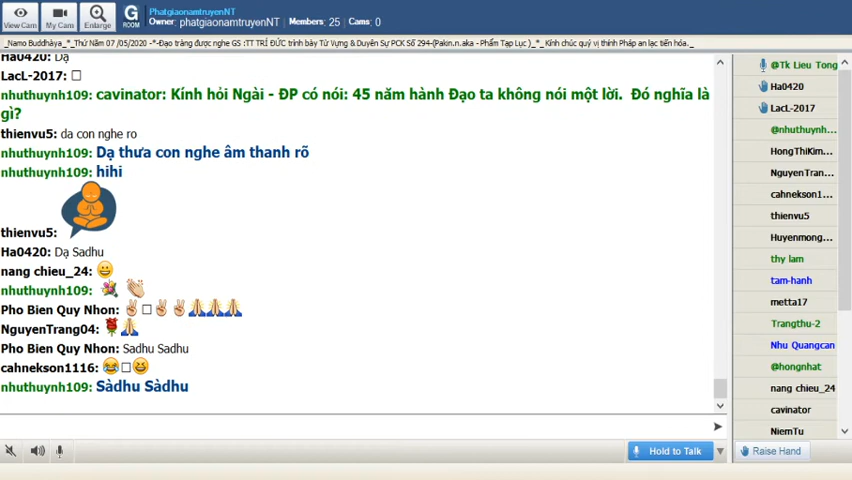 View Cam
My Cam
Enlarge
G
ROOM
PhatgiaonamtruyenNT
Owner: phatgiaonamtruyenNT Members: 25 Cams: 0
_Namo Buddhàya_*_Thứ Năm 07 /05/2020 -*-Đạo tràng được nghe GS :TT TRÍ ĐỨC trình bày Tứ Vựng & Duyên Sự PCK Số 294-(Pakin.n.aka - Phẩm Tạp Lục )_*_ Kính chúc quý vị thính Pháp an lạc tiến hóa._
Ha0420: Dạ
LacL-2017:
nhuthuynh109: cavinator: Kính hỏi Ngài - ĐP có nói: 45 năm hành Đạo ta không nói một lời. Đó nghĩa là
gì?
thienvu5: da con nghe ro
nhuthuynh109: Dạ thưa con nghe âm thanh rõ
nhuthuynh109: hihi
thienvu5:
Ha0420: Dạ Sadhu
nang chieu_24:
nhuthuynh109:
Pho Bien Quy Nhon:
NguyenTrang04:
Pho Bien Quy Nhon: Sadhu Sadhu
cahnekson1116:
nhuthuynh109: Sàdhu Sàdhu
Hold to Talk
@Tk Lieu Tong
Ha0420
LacL-2017
@nhuthuynh...
HongThiKim...
NguyenTran...
cahnekson1...
thienvu5
Huyenmong...
thy lam
tam-hanh
metta17
Trangthu-2
Nhu Quangcan
@hongnhat
nang chieu_24
cavinator
NiemTu
Raise Hand